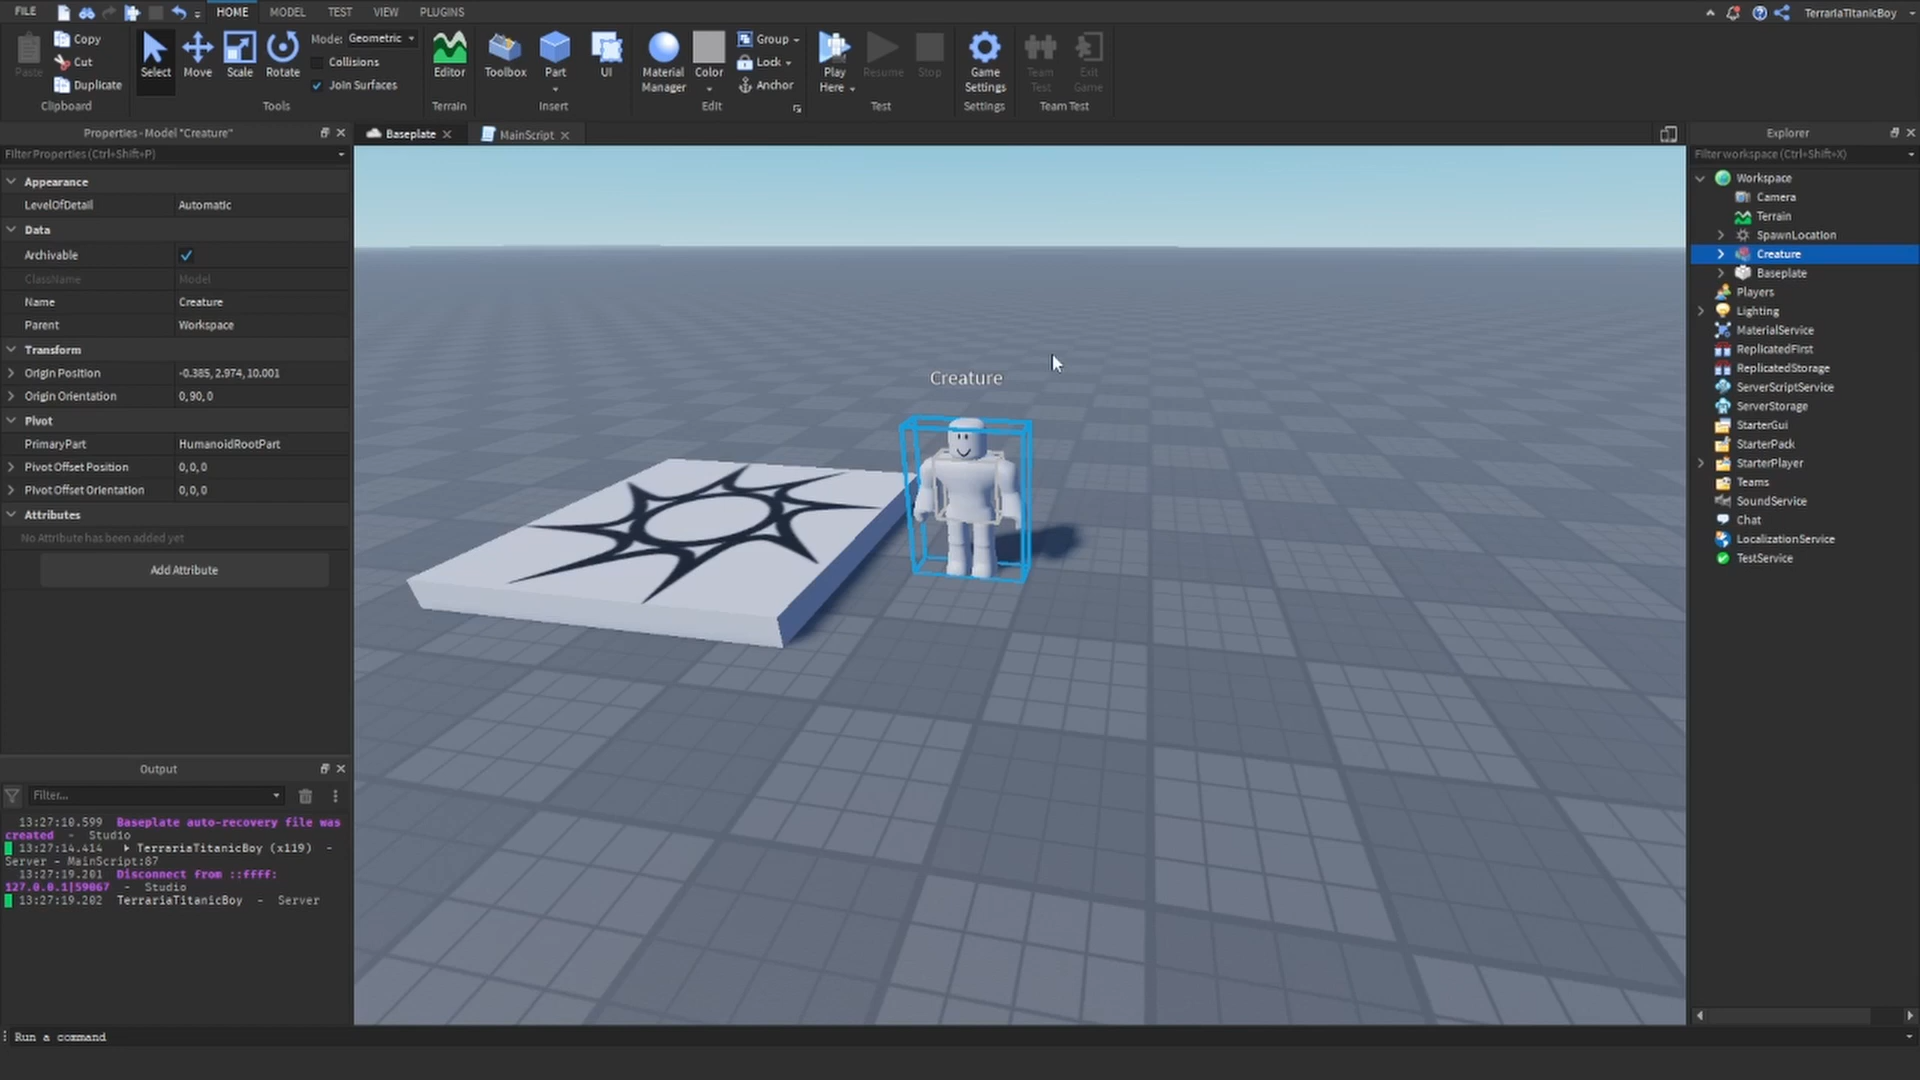 FILE HOME MODEL TEST VIEW PLUGINS TerrariaTitanicBoy
Copy
Cut
Duplicate
Paste
Clipboard
Select Move Scale Rotate
Mode: Geometric
Collisions
Join Surfaces
Tools
Editor
Terrain
Toolbox Part UI
Insert
Material Manager
Color
Group
Lock
Anchor
Edit
Play Here
Resume Stop
Test
Game Settings
Settings
Team Test
Exit Game
Team Test
Properties - Model "Creature"
Filter Properties (Ctrl+Shift+P)
Appearance
LevelOfDetail Automatic
Data
Archivable
ClassName Model
Name Creature
Parent Workspace
Transform
Origin Position -0.385, 2.974, 10.001
Origin Orientation 0, 90, 0
Pivot
PrimaryPart HumanoidRootPart
Pivot Offset Position 0, 0, 0
Pivot Offset Orientation 0, 0, 0
Attributes
No Attribute has been added yet
Add Attribute
Output
Filter...
13:27:10.599 Baseplate auto-recovery file was
created - Studio
13:27:14.414 TerrariaTitanicBoy (x119) -
Server - MainScript:87
13:27:19.201 Disconnect from ::ffff:
127.0.0.1|59067 - Studio
13:27:19.202 TerrariaTitanicBoy - Server
Run a command
Baseplate MainScript
Creature
Explorer
Filter workspace (Ctrl+Shift+X)
Workspace
Camera
Terrain
SpawnLocation
Creature
Baseplate
Players
Lighting
MaterialService
ReplicatedFirst
ReplicatedStorage
ServerScriptService
ServerStorage
StarterGui
StarterPack
StarterPlayer
Teams
SoundService
Chat
LocalizationService
TestService